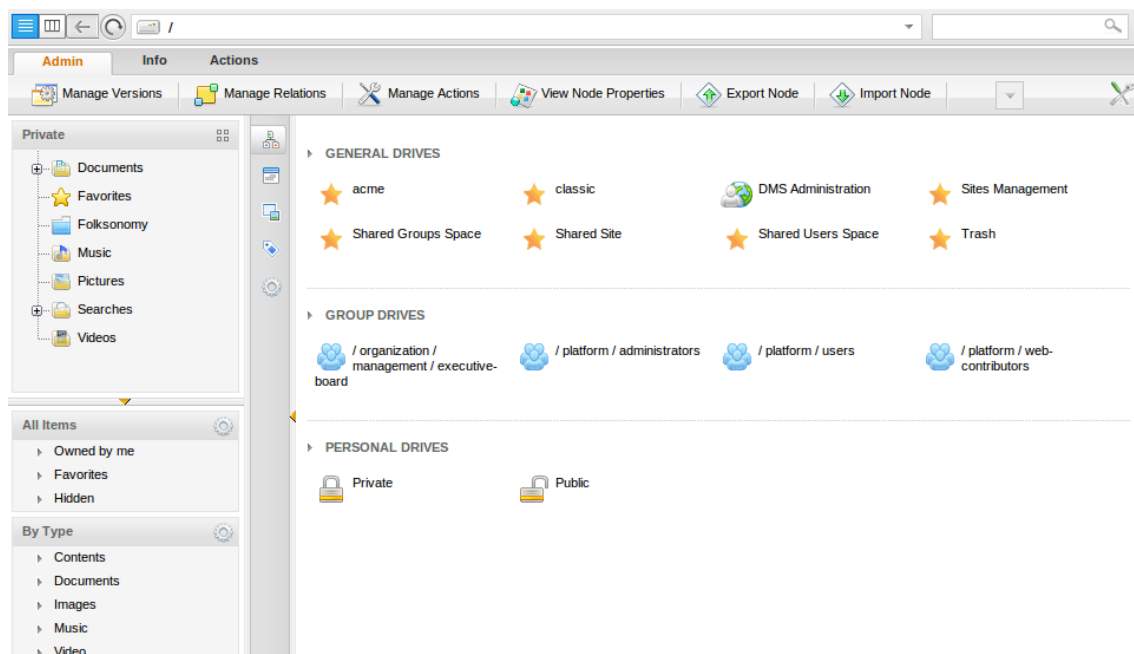 /
Admin Info Actions
Manage Versions Manage Relations Manage Actions View Node Properties Export Node Import Node
Private
Documents
Favorites
Folksonomy
Music
Pictures
Searches
Videos
All Items
Owned by me
Favorites
Hidden
By Type
Contents
Documents
Images
Music
Video
GENERAL DRIVES
acme classic DMS Administration Sites Management
Shared Groups Space Shared Site Shared Users Space Trash
GROUP DRIVES
/ organization /
management / executive-
board
/ platform / administrators
/ platform / users
/ platform / web-
contributors
PERSONAL DRIVES
Private Public